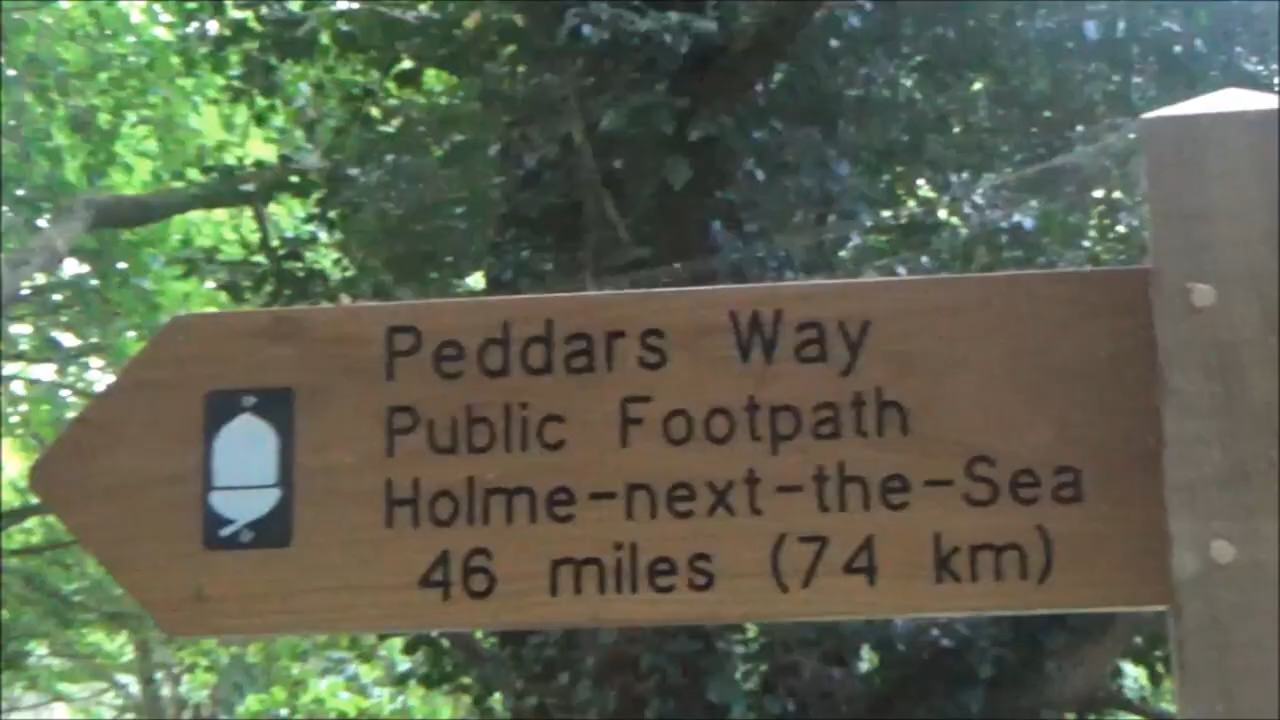 Peddars Way
Public Footpath
Holme-next-the-Sea
46 miles (74 km)